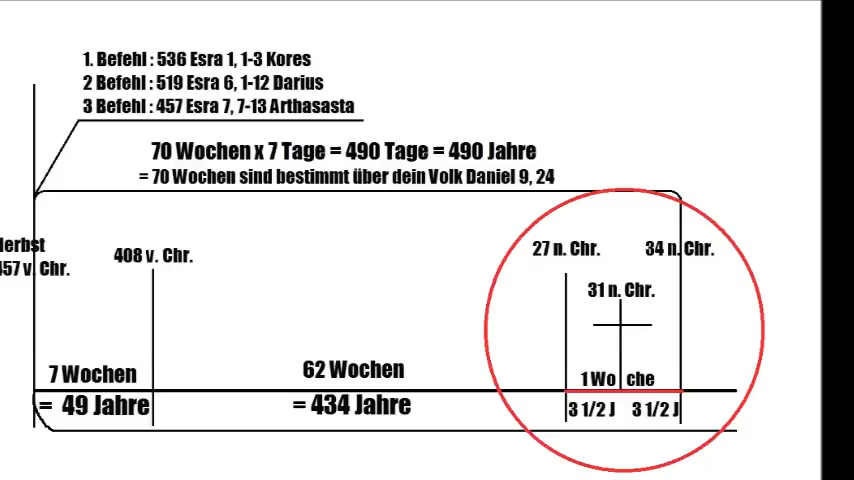 1. Befehl : 536 Esra 1, 1-3 Kores
2 Befehl : 519 Esra 6, 1-12 Darius
3 Befehl : 457 Esra 7, 7-13 Arthasasta
70 Wochen x 7 Tage = 490 Tage = 490 Jahre
= 70 Wochen sind bestimmt über dein Volk Daniel 9, 24
Herbst
457 v. Chr.
408 v. Chr.
27 n. Chr.
34 n. Chr.
31 n. Chr.
7 Wochen
= 49 Jahre
62 Wochen
= 434 Jahre
1 Wo che
3 1/2 J 3 1/2 J